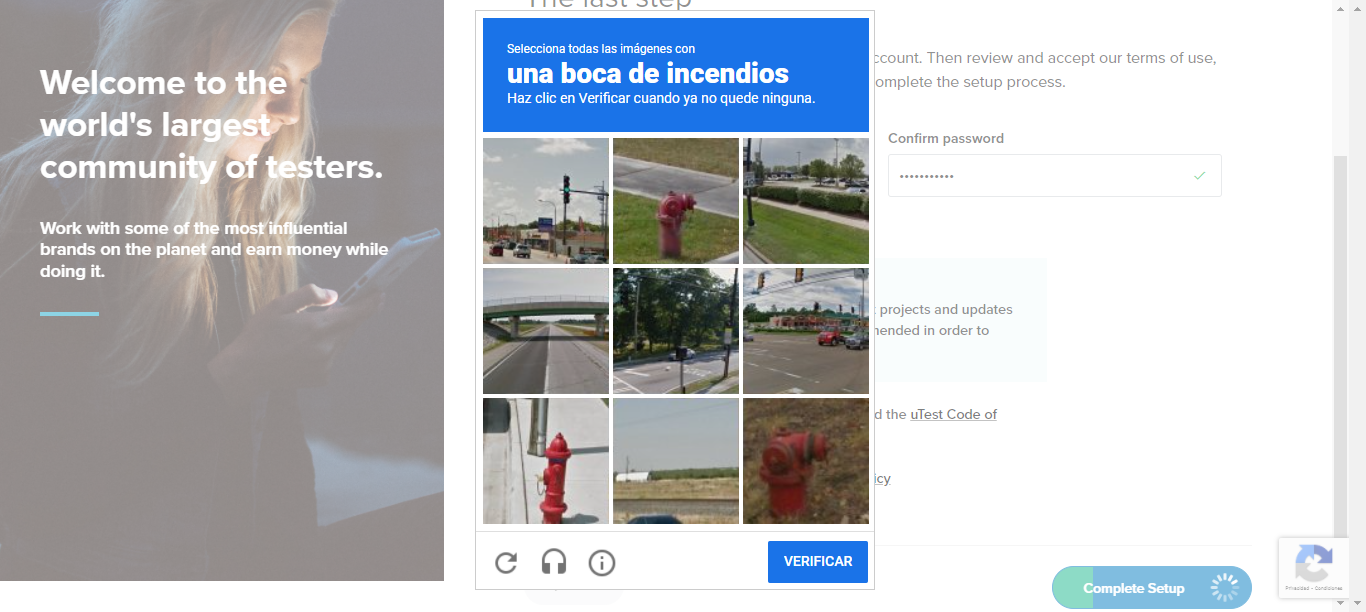 The last step
Welcome to the
world's largest
community of testers.
Work with some of the most influential
brands on the planet and earn money while
doing it.
Selecciona todas las imágenes con
una boca de incendios
Haz clic en Verificar cuando ya no quede ninguna.
VERIFICAR
ccount. Then review and accept our terms of use,
omplete the setup process.
Confirm password
•••••••••••
projects and updates
nended in order to
d the uTest Code of
icy
Complete Setup
Privacidad - Condiciones